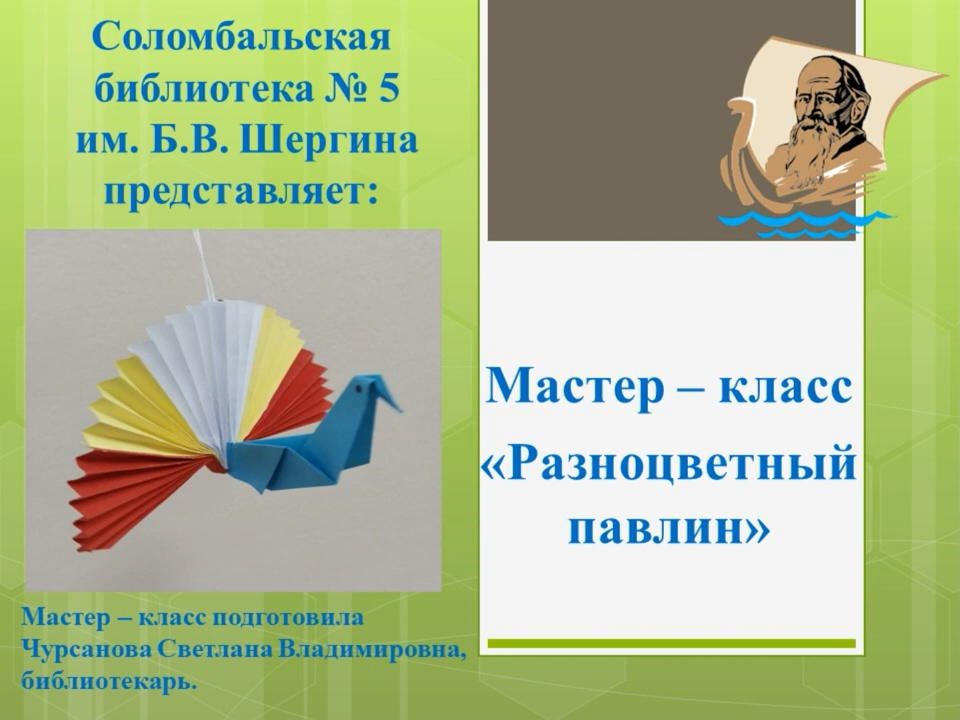 Соломбальская
библиотека № 5
им. Б.В. Шергина
представляет:
Мастер – класс
«Разноцветный
павлин»
Мастер – класс подготовила
Чурсанова Светлана Владимировна,
библиотекарь.